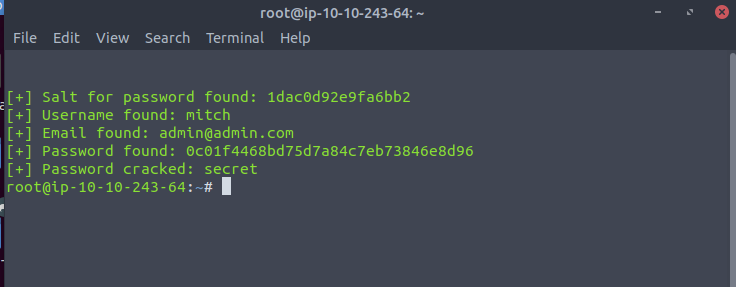 root@ip-10-10-243-64: ~
File Edit View Search Terminal Help
[+] Salt for password found: 1dac0d92e9fa6bb2
[+] Username found: mitch
[+] Email found: admin@admin.com
[+] Password found: 0c01f4468bd75d7a84c7eb73846e8d96
[+] Password cracked: secret
root@ip-10-10-243-64:~#